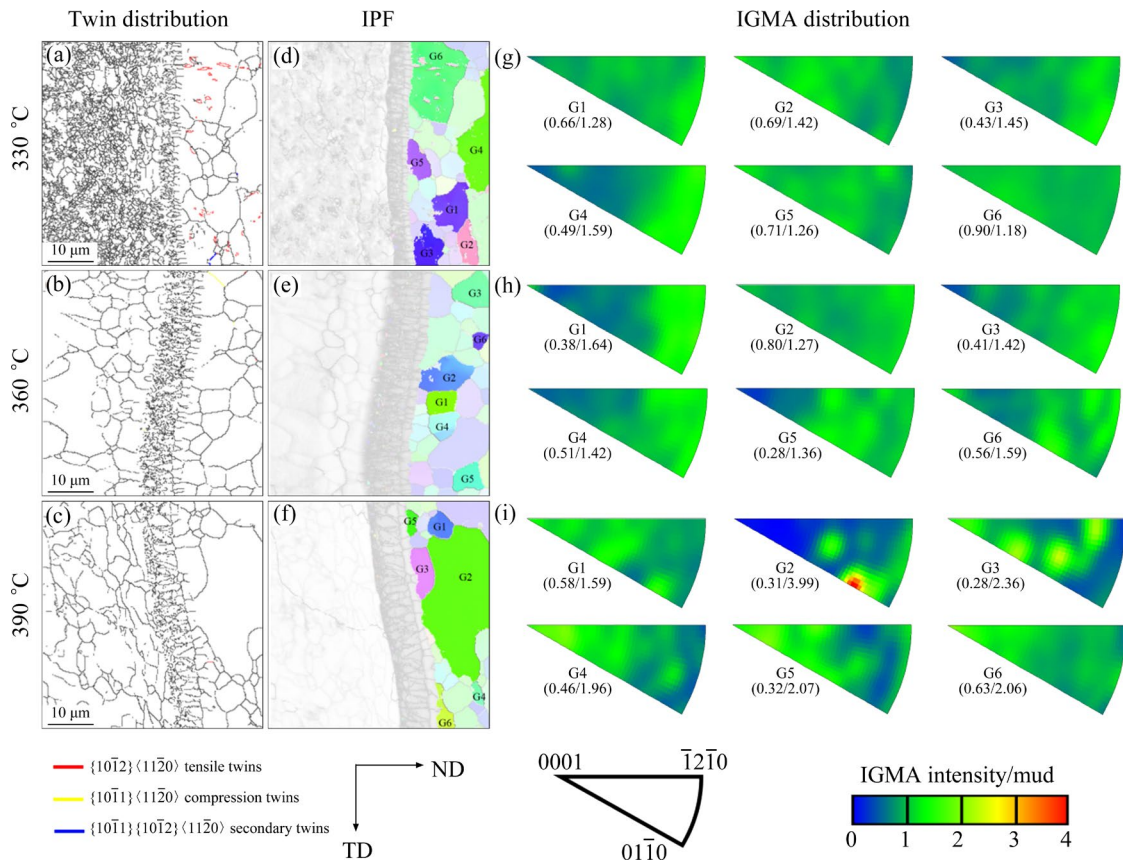 Twin distribution
IPF
IGMA distribution
330 °C
360 °C
390 °C
(a)
10 μm
(d)
G6
G4
G5
G1
G3
G2
(g)
G1
(0.66/1.28)
G2
(0.69/1.42)
G3
(0.43/1.45)
G4
(0.49/1.59)
G5
(0.71/1.26)
G6
(0.90/1.18)
(b)
10 μm
(e)
G3
G6
G2
G1
G4
G5
(h)
G1
(0.38/1.64)
G2
(0.80/1.27)
G3
(0.41/1.42)
G4
(0.51/1.42)
G5
(0.28/1.36)
G6
(0.56/1.59)
(c)
10 μm
(f)
G5
G1
G3
G2
G4
G6
(i)
G1
(0.58/1.59)
G2
(0.31/3.99)
G3
(0.28/2.36)
G4
(0.46/1.96)
G5
(0.32/2.07)
G6
(0.63/2.06)
{101̅2}⟨112̅0⟩ tensile twins
{101̅1}⟨112̅0⟩ compression twins
{101̅1}{101̅2}⟨112̅0⟩ secondary twins
ND
TD
0001
1̅21̅0
011̅0
IGMA intensity/mud
0 1 2 3 4